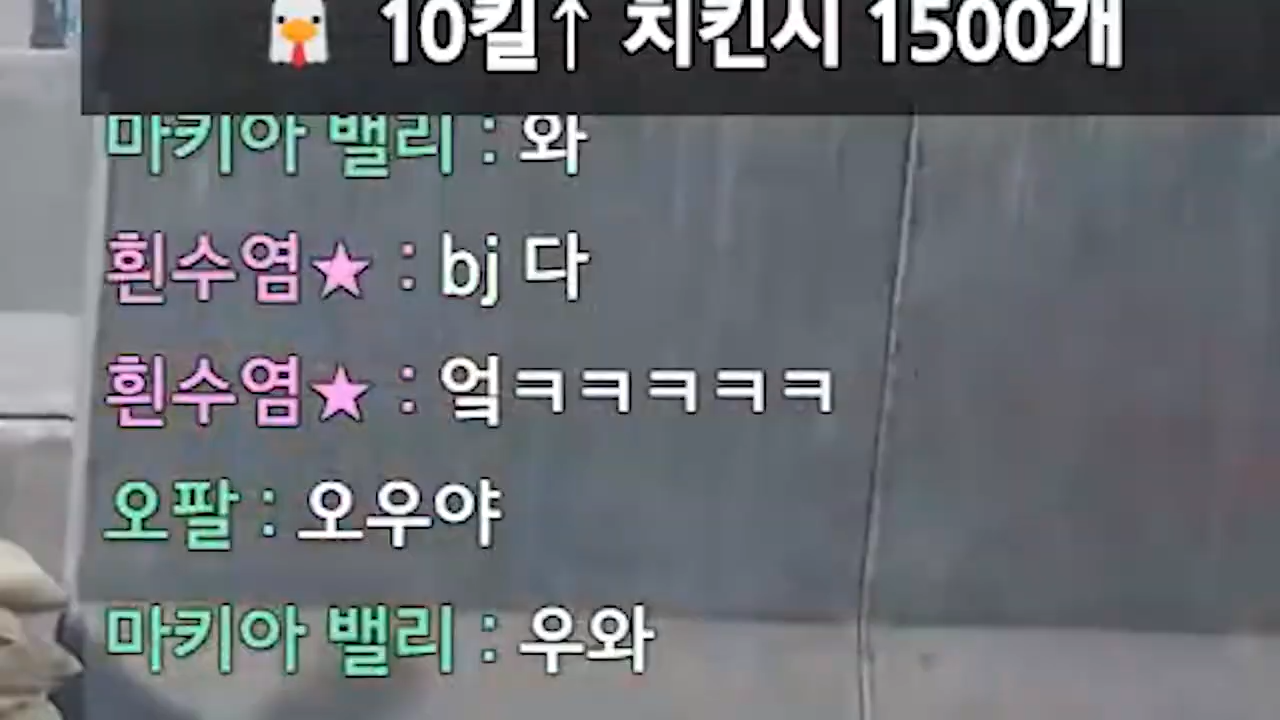 🐔 10킬↑ 치킨시 1500개
마키아 밸리 : 와
흰수염★ : bj 다
흰수염★ : 엌ㅋㅋㅋㅋㅋ
오팔 : 오우야
마키아 밸리 : 우와